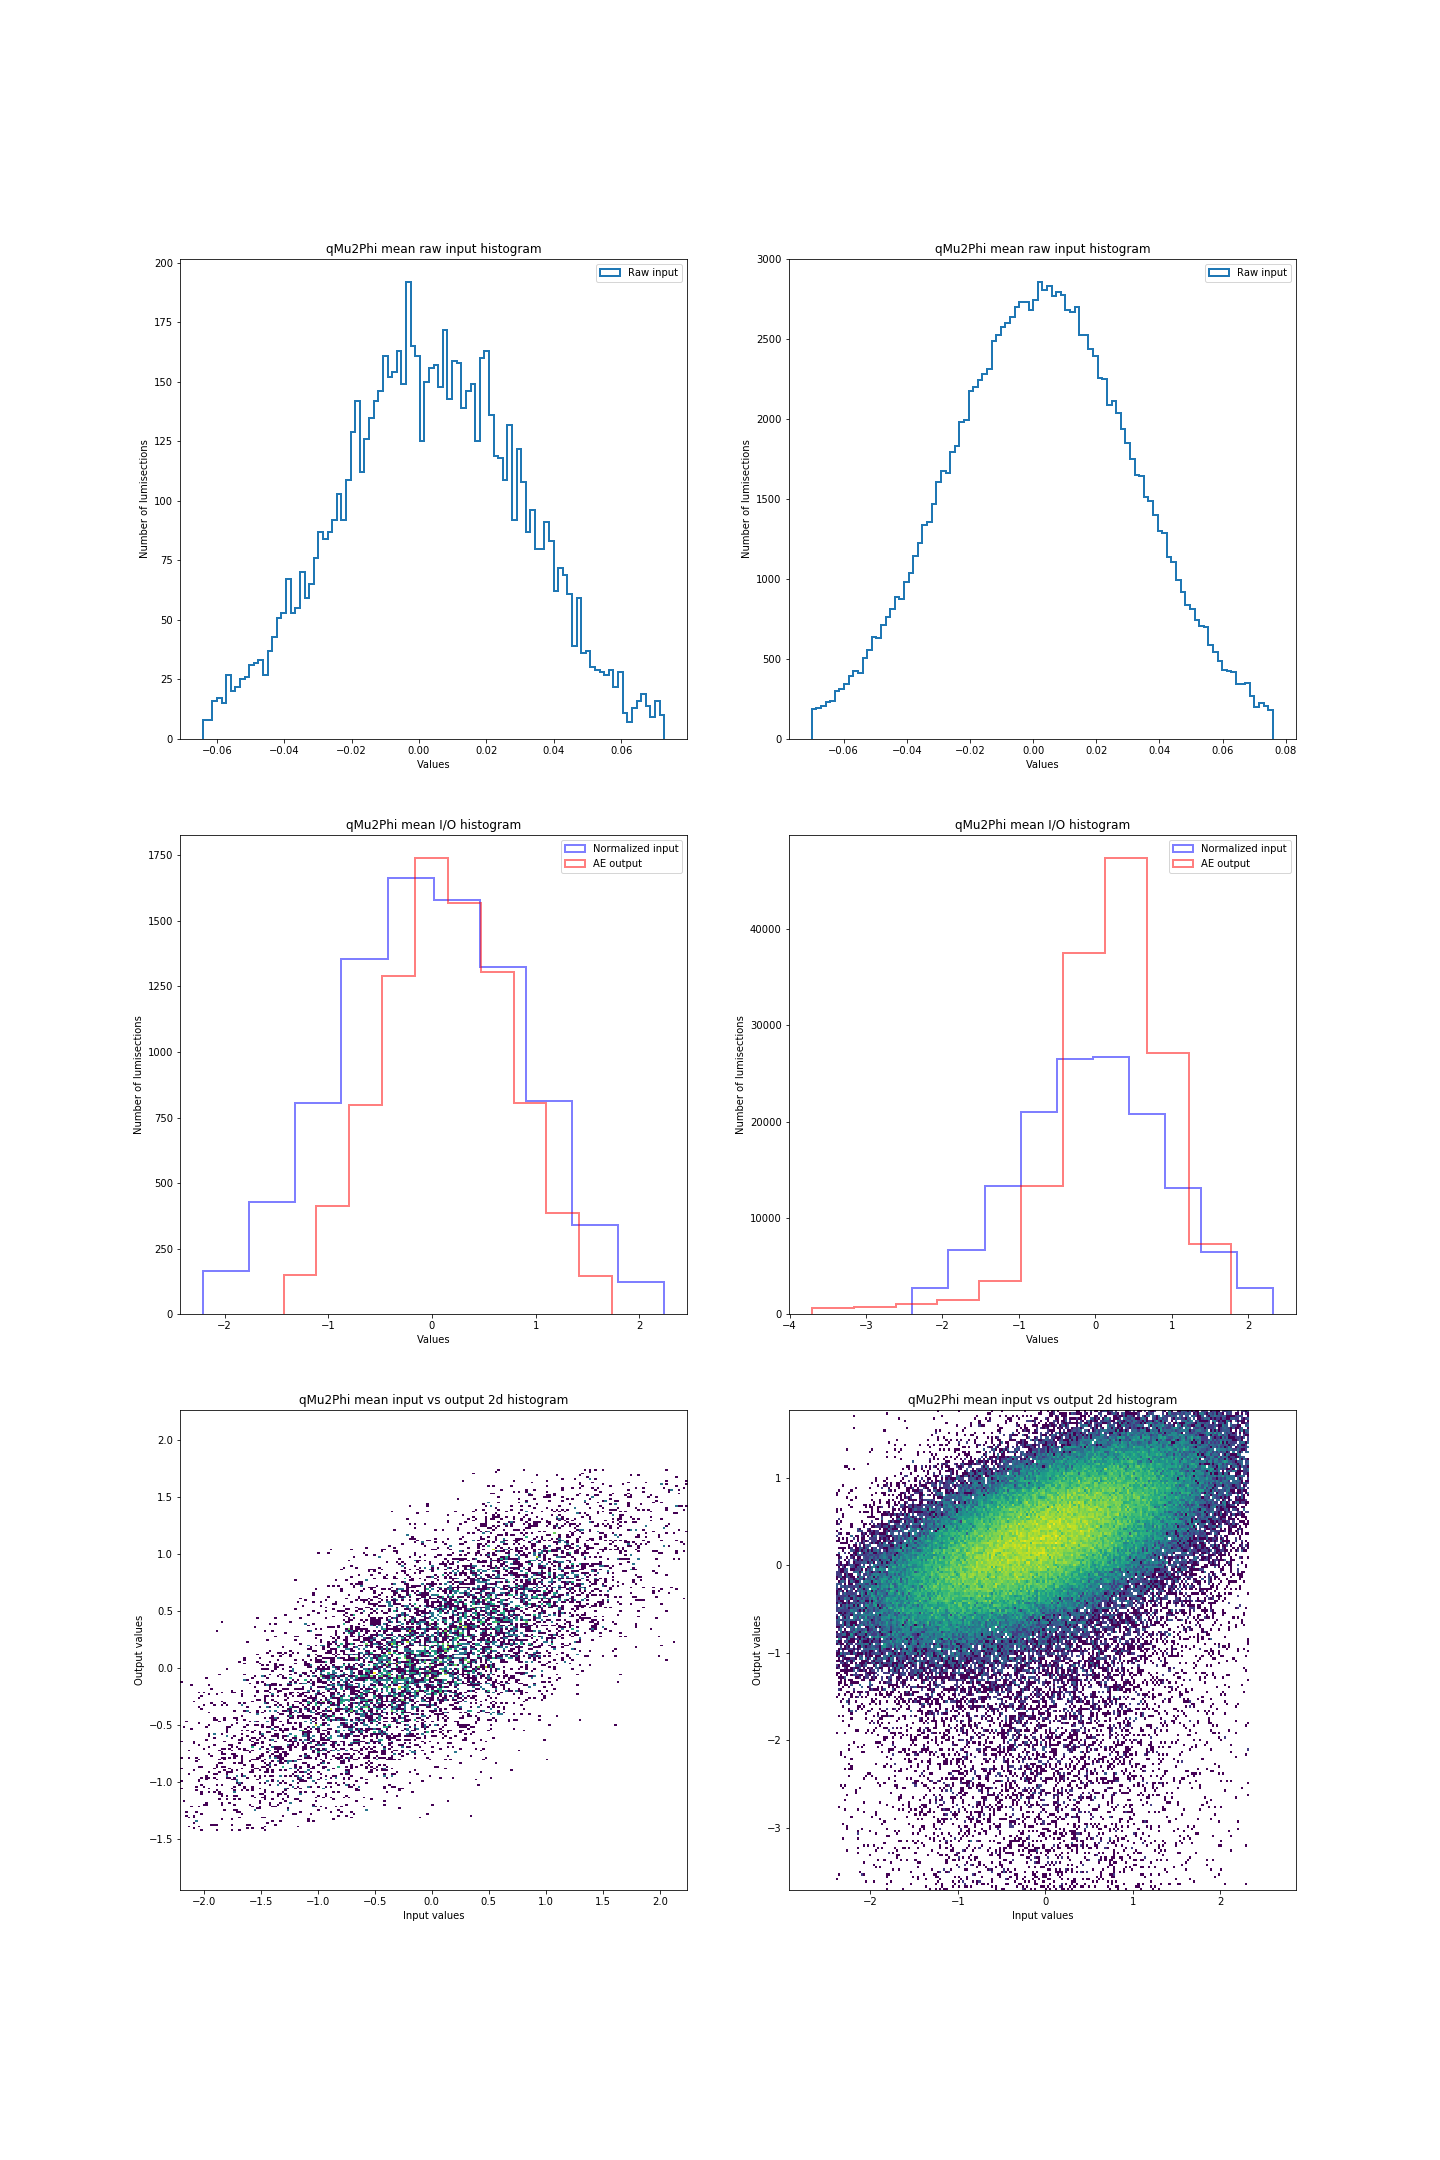 qMu2Phi mean raw input histogram
Raw input
200
175
150
125
100
75
50
25
0
Number of lumisections
−0.06 −0.04 −0.02 0.00 0.02 0.04 0.06
Values
qMu2Phi mean raw input histogram
Raw input
3000
2500
2000
1500
1000
500
0
Number of lumisections
−0.06 −0.04 −0.02 0.00 0.02 0.04 0.06 0.08
Values
qMu2Phi mean I/O histogram
Normalized input
AE output
1750
1500
1250
1000
750
500
250
0
Number of lumisections
−2 −1 0 1 2
Values
qMu2Phi mean I/O histogram
Normalized input
AE output
40000
30000
20000
10000
0
Number of lumisections
−4 −3 −2 −1 0 1 2
Values
qMu2Phi mean input vs output 2d histogram
2.0
1.5
1.0
0.5
0.0
−0.5
−1.0
−1.5
Output values
−2.0 −1.5 −1.0 −0.5 0.0 0.5 1.0 1.5 2.0
Input values
qMu2Phi mean input vs output 2d histogram
1
0
−1
−2
−3
Output values
−2 −1 0 1 2
Input values